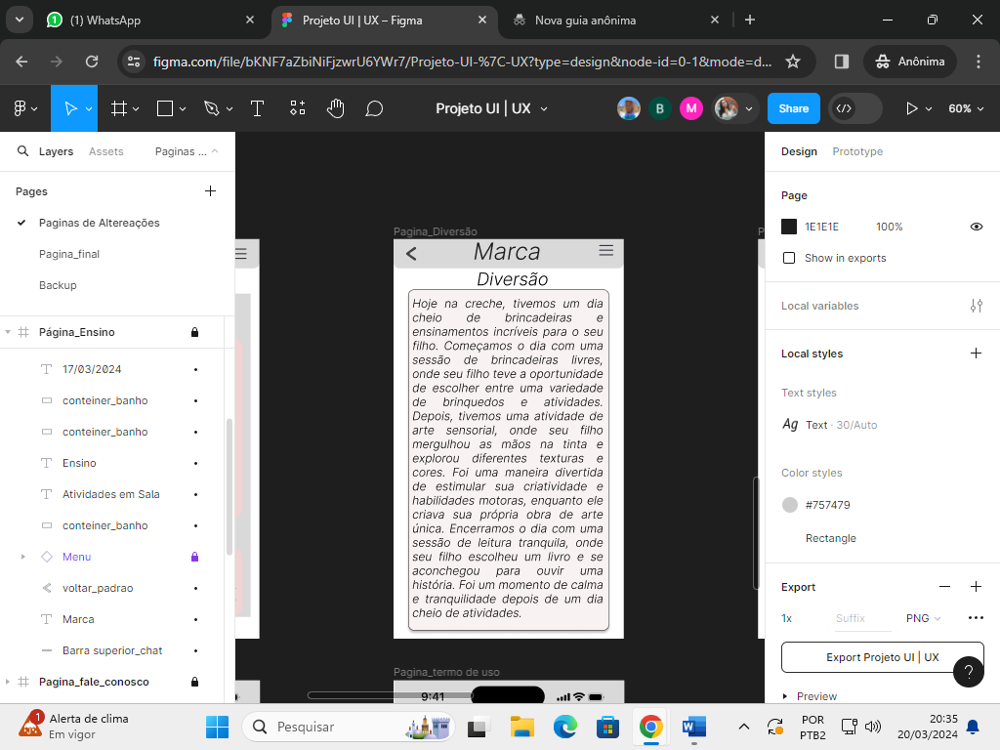 (1) WhatsApp
Projeto UI | UX – Figma
Nova guia anônima
figma.com/file/bKNF7aZbiNiFjzwrU6YWr7/Projeto-UI-%7C-UX?type=design&node-id=0-1&mode=d...
Anônima
Projeto UI | UX
B
M
Share
60%
Layers
Assets
Paginas ...
Pages
Paginas de Altereações
Pagina_final
Backup
Página_Ensino
17/03/2024
conteiner_banho
conteiner_banho
Ensino
Atividades em Sala
conteiner_banho
Menu
voltar_padrao
Marca
Barra superior_chat
Pagina_fale_conosco
Pagina_Diversão
Marca
Diversão
Hoje na creche, tivemos um dia
cheio de brincadeiras e
ensinamentos incríveis para o seu
filho. Começamos o dia com uma
sessão de brincadeiras livres,
onde seu filho teve a oportunidade
de escolher entre uma variedade
de brinquedos e atividades.
Depois, tivemos uma atividade de
arte sensorial, onde seu filho
mergulhou as mãos na tinta e
explorou diferentes texturas e
cores. Foi uma maneira divertida
de estimular sua criatividade e
habilidades motoras, enquanto ele
criava sua própria obra de arte
única. Encerramos o dia com uma
sessão de leitura tranquila, onde
seu filho escolheu um livro e se
aconchegou para ouvir uma
história. Foi um momento de calma
e tranquilidade depois de um dia
cheio de atividades.
Pagina_termo de uso
9:41
P
Design
Prototype
Page
1E1E1E
100%
Show in exports
Local variables
Local styles
Text styles
Ag Text · 30/Auto
Color styles
#757479
Rectangle
Export
1x
Suffix
PNG
Export Projeto UI | UX
?
Preview
1
Alerta de clima
Em vigor
Pesquisar
POR
PTB2
20:35
20/03/2024